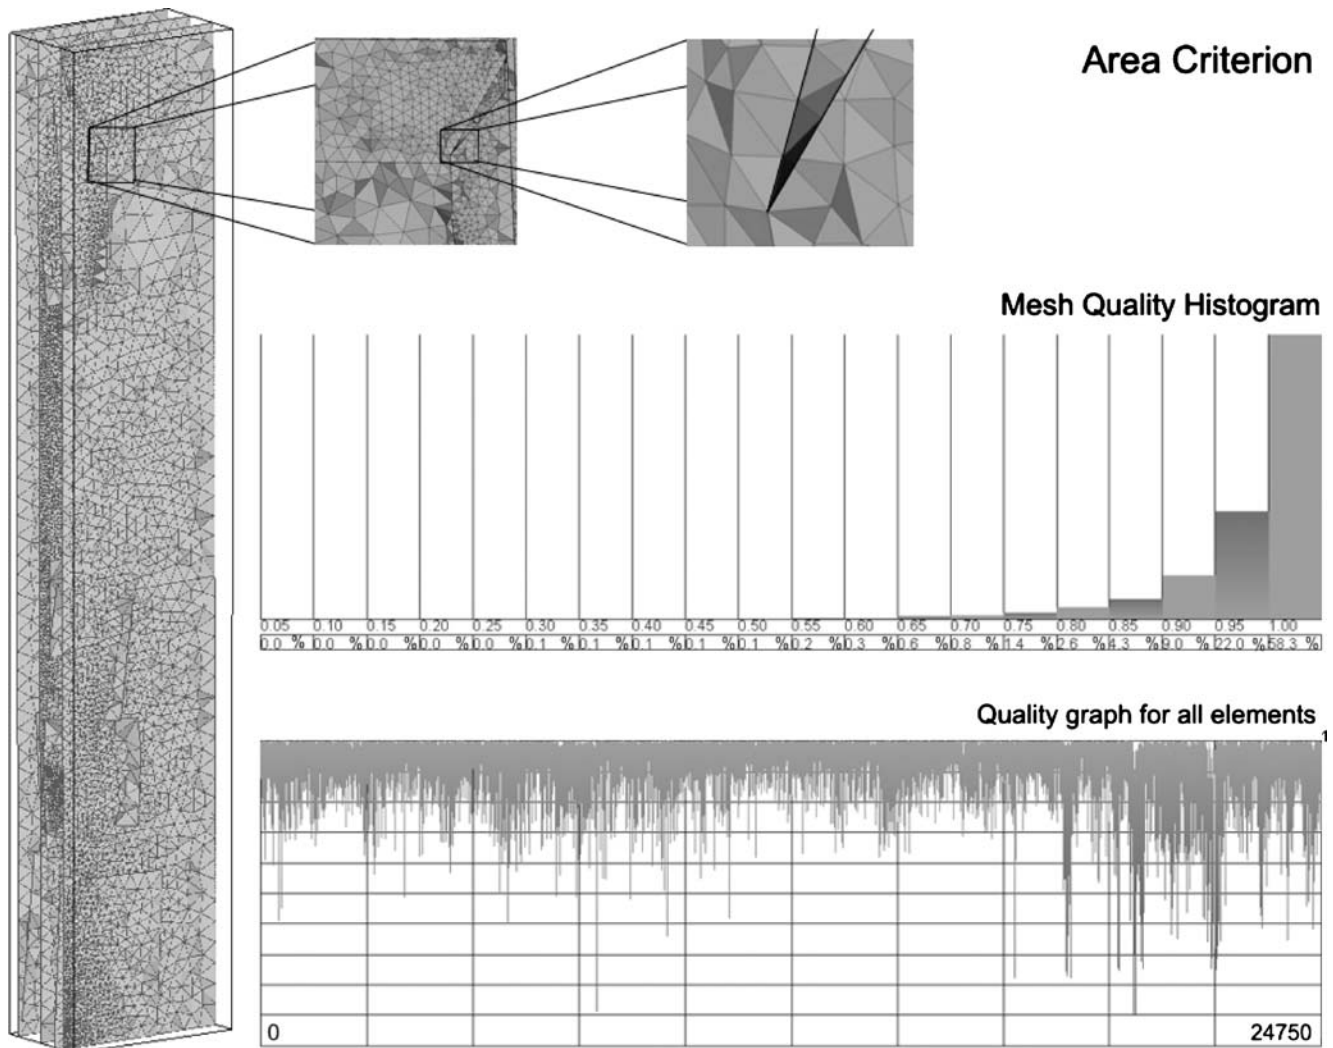 Area Criterion
Mesh Quality Histogram
0.05 0.10 0.15 0.20 0.25 0.30 0.35 0.40 0.45 0.50 0.55 0.60 0.65 0.70 0.75 0.80 0.85 0.90 0.95 1.00
0.0 % 0.0 % 0.0 % 0.0 % 0.0 % 0.1 % 0.1 % 0.1 % 0.1 % 0.1 % 0.2 % 0.3 % 0.6 % 0.8 % 1.4 % 2.6 % 4.3 % 9.0 % 22.0 % 58.3 %
Quality graph for all elements
1
0 24750